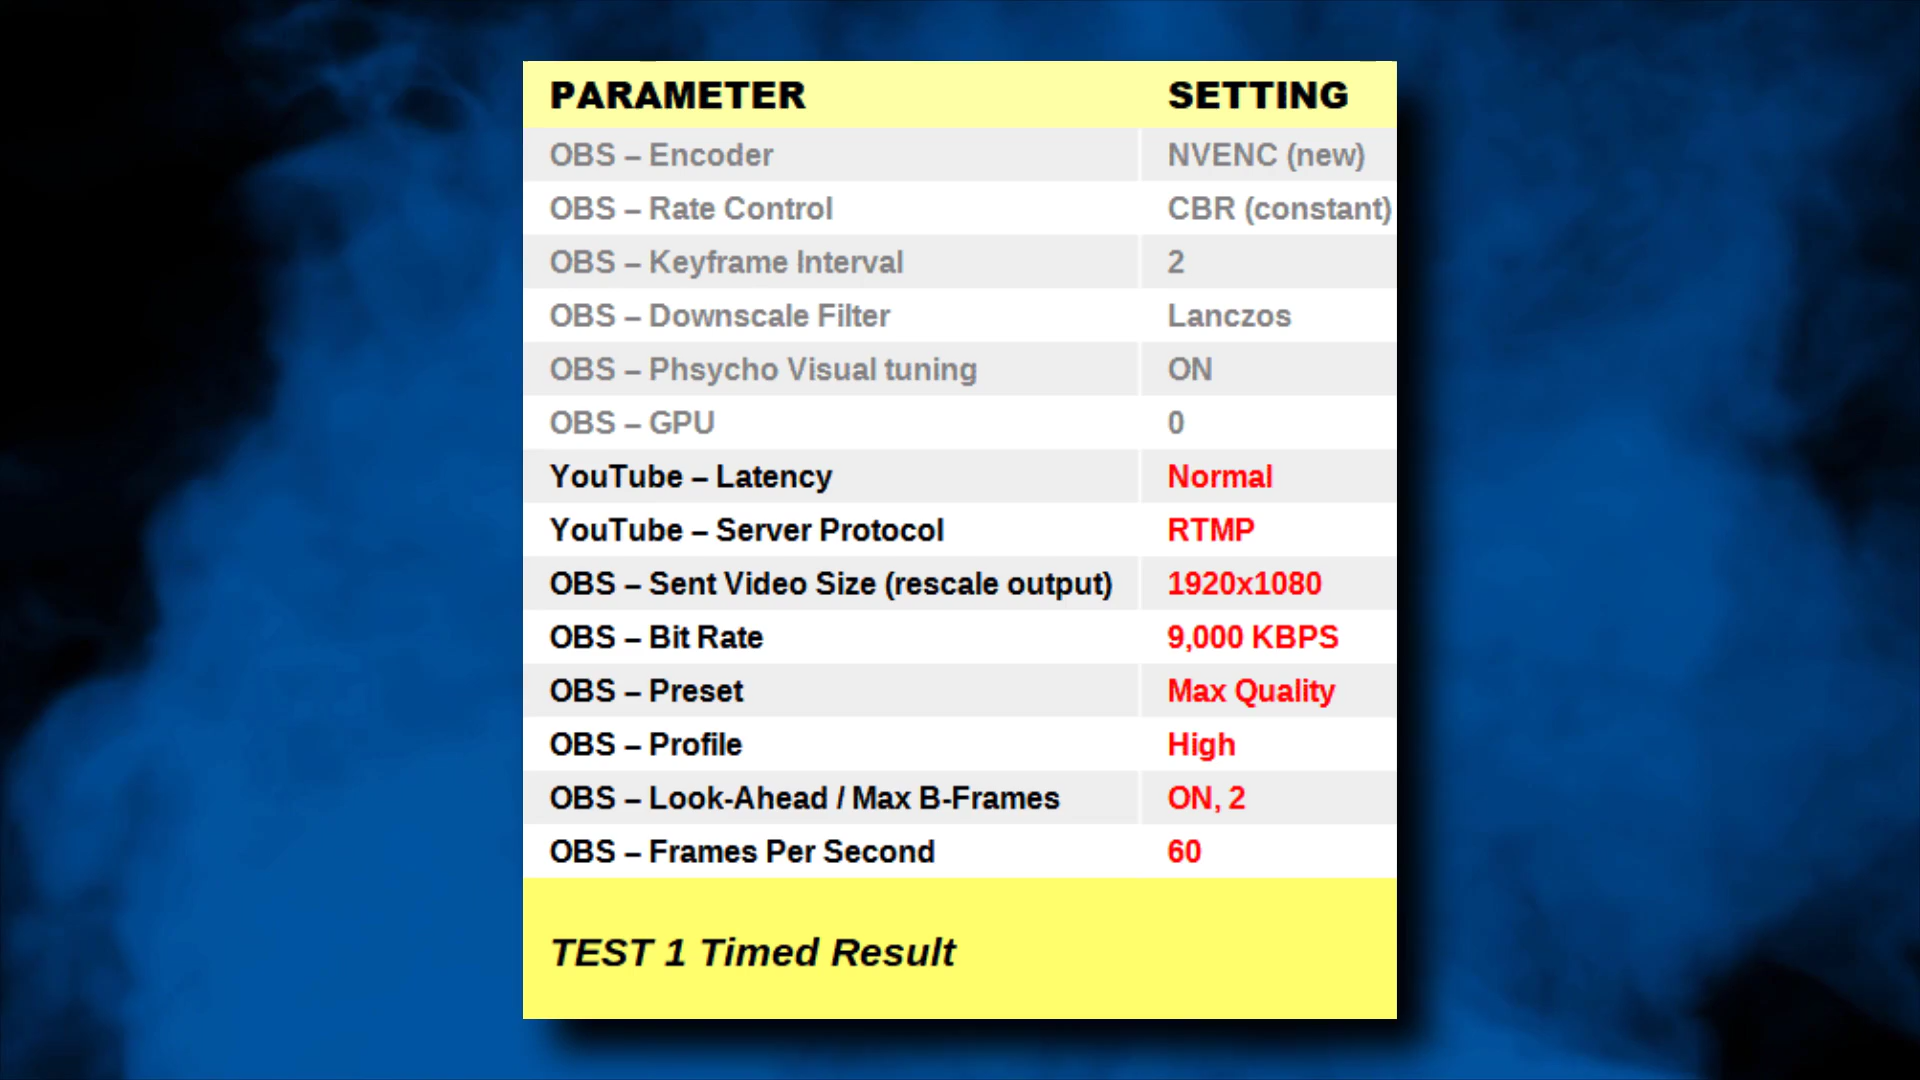 PARAMETER SETTING
OBS – Encoder NVENC (new)
OBS – Rate Control CBR (constant)
OBS – Keyframe Interval 2
OBS – Downscale Filter Lanczos
OBS – Phsycho Visual tuning ON
OBS – GPU 0
YouTube – Latency Normal
YouTube – Server Protocol RTMP
OBS – Sent Video Size (rescale output) 1920x1080
OBS – Bit Rate 9,000 KBPS
OBS – Preset Max Quality
OBS – Profile High
OBS – Look-Ahead / Max B-Frames ON, 2
OBS – Frames Per Second 60
TEST 1 Timed Result